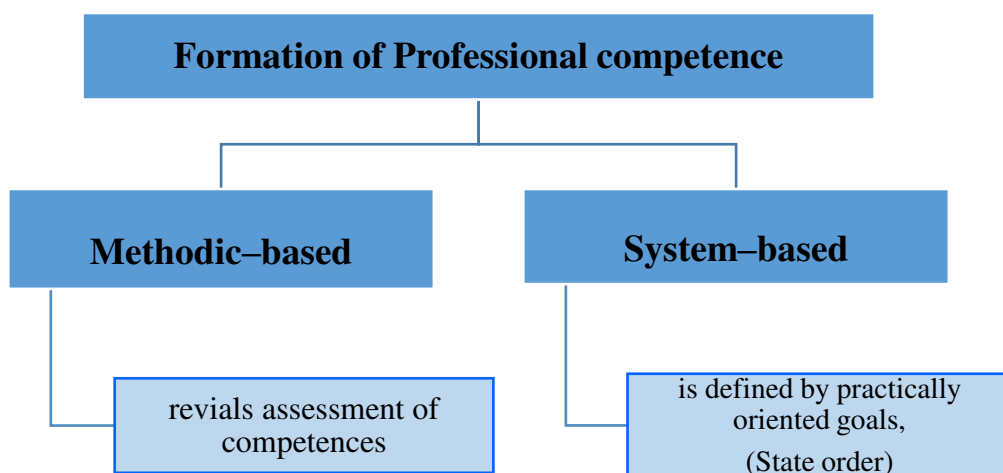 Formation of Professional competence
Methodic–based
System–based
revials assessment of
competences
is defined by practically
oriented goals,
(State order)